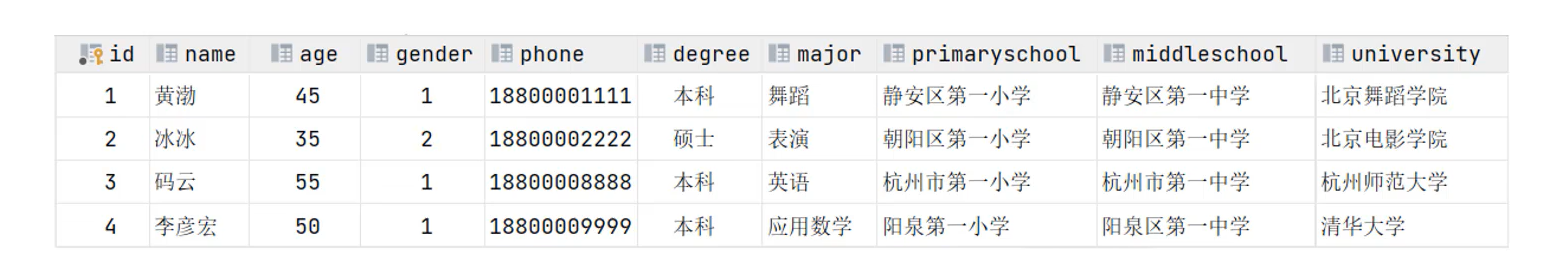 id name age gender phone degree major primaryschool middleschool university
1 黄渤 45 1 18800001111 本科 舞蹈 静安区第一小学 静安区第一中学 北京舞蹈学院
2 冰冰 35 2 18800002222 硕士 表演 朝阳区第一小学 朝阳区第一中学 北京电影学院
3 码云 55 1 18800008888 本科 英语 杭州市第一小学 杭州市第一中学 杭州师范大学
4 李彦宏 50 1 18800009999 本科 应用数学 阳泉第一小学 阳泉区第一中学 清华大学